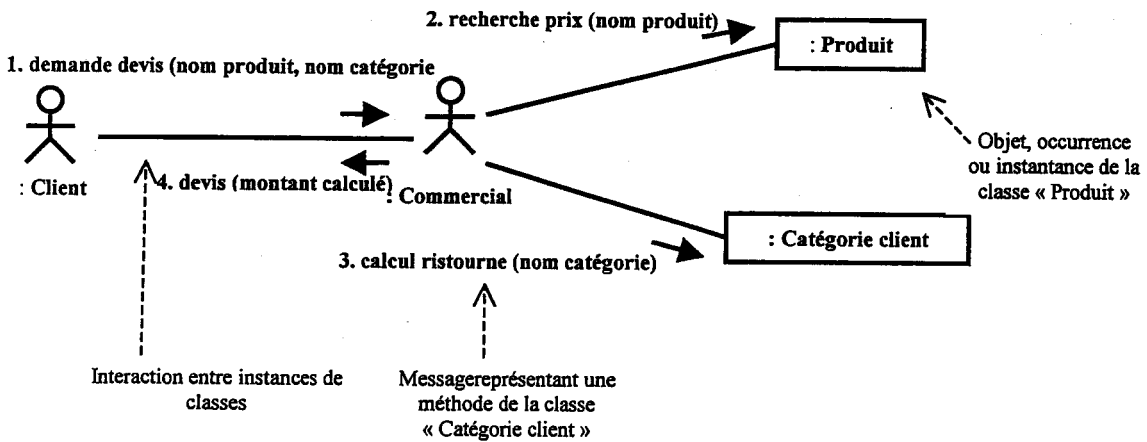 2. recherche prix (nom produit)
: Produit
1. demande devis (nom produit, nom catégorie
Objet, occurrence
ou instantance de la
classe « Produit »
: Client
4. devis (montant calculé)
: Commercial
: Catégorie client
3. calcul ristourne (nom catégorie)
Interaction entre instances de
classes
Messagereprésentant une
méthode de la classe
« Catégorie client »